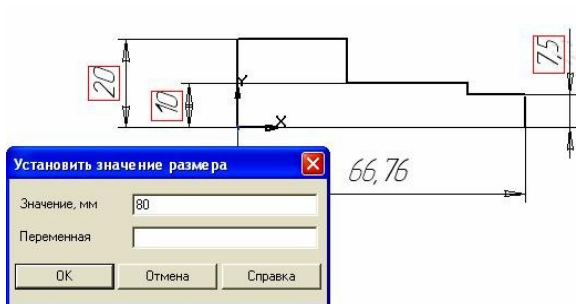 20
10
7,5
Y
X
66,76
Установить значение размера
Значение, мм 80
Переменная
OK Отмена Справка